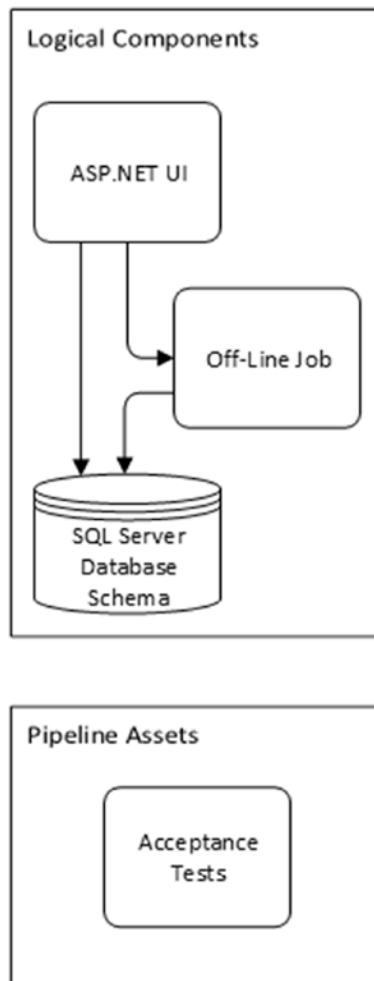 Logical Components
ASP.NET UI
Off-Line Job
SQL Server
Database
Schema
Pipeline Assets
Acceptance
Tests